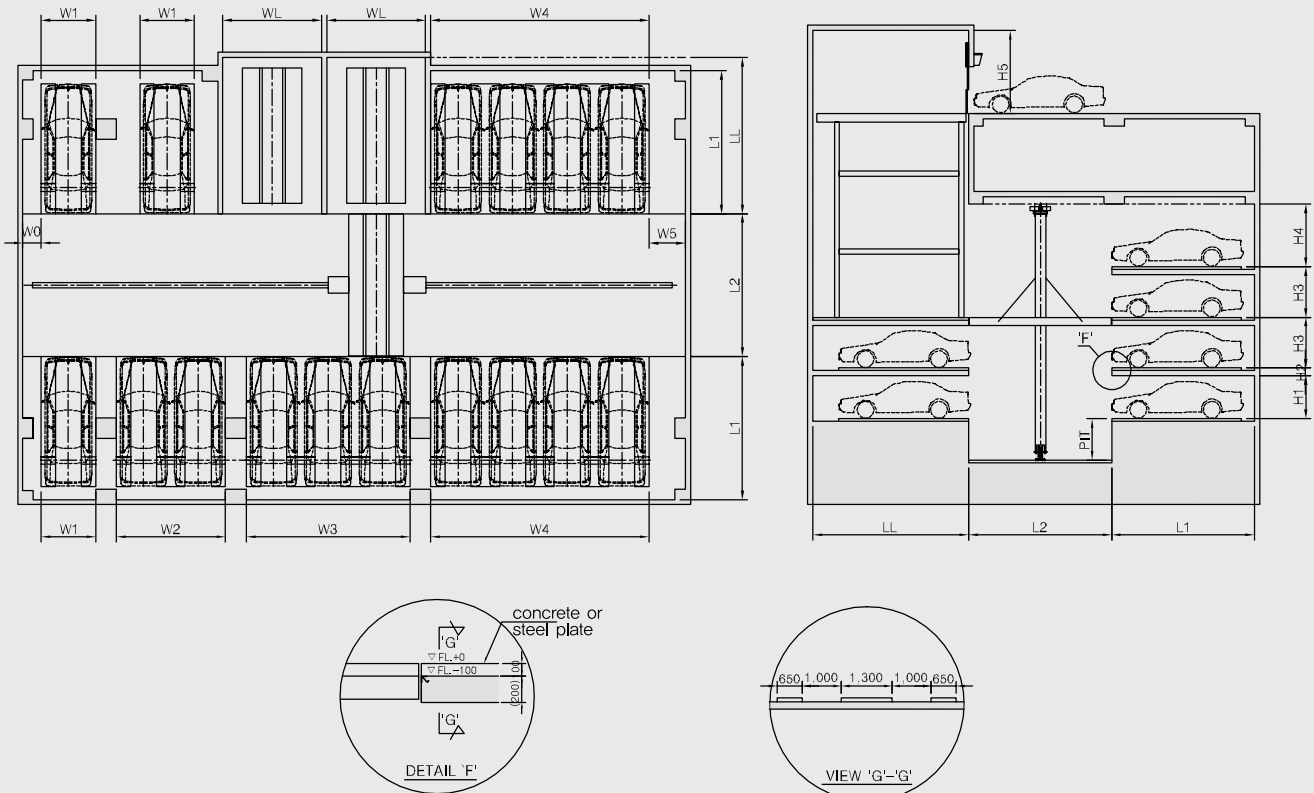 W1
W1
WL
WL
W4
L1
LL
W0
W5
L2
L1
W1
W2
W3
W4
H5
H4
H3
H3
H2
H1
'F'
PIT
LL
L2
L1
concrete or
steel plate
'G'
▽ FL.+0
▽ FL.-100
100
(200)
'G'
DETAIL 'F'
650
1,000
1,300
1,000
650
VIEW 'G'-'G'